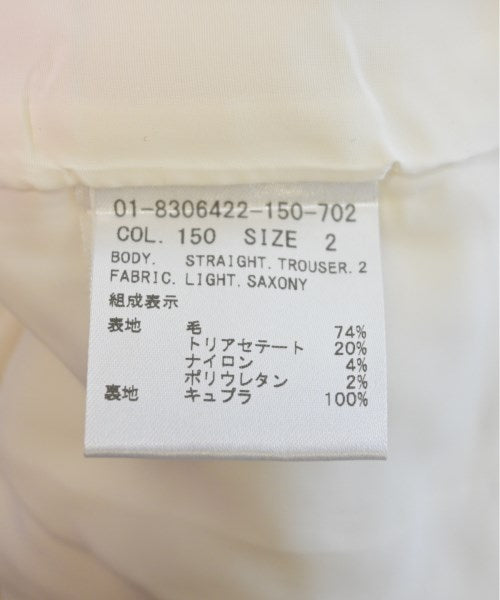 01-8306422-150-702
COL. 150 SIZE 2
BODY. STRAIGHT. TROUSER. 2
FABRIC. LIGHT. SAXONY
組成表示
表地 毛 74%
トリアセテート 20%
ナイロン 4%
ポリウレタン 2%
裏地 キュプラ 100%